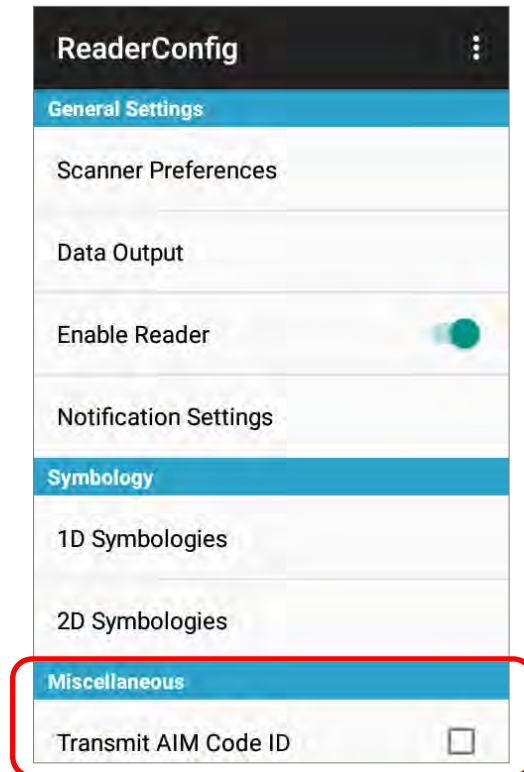 ReaderConfig
General Settings
Scanner Preferences
Data Output
Enable Reader
Notification Settings
Symbology
1D Symbologies
2D Symbologies
Miscellaneous
Transmit AIM Code ID